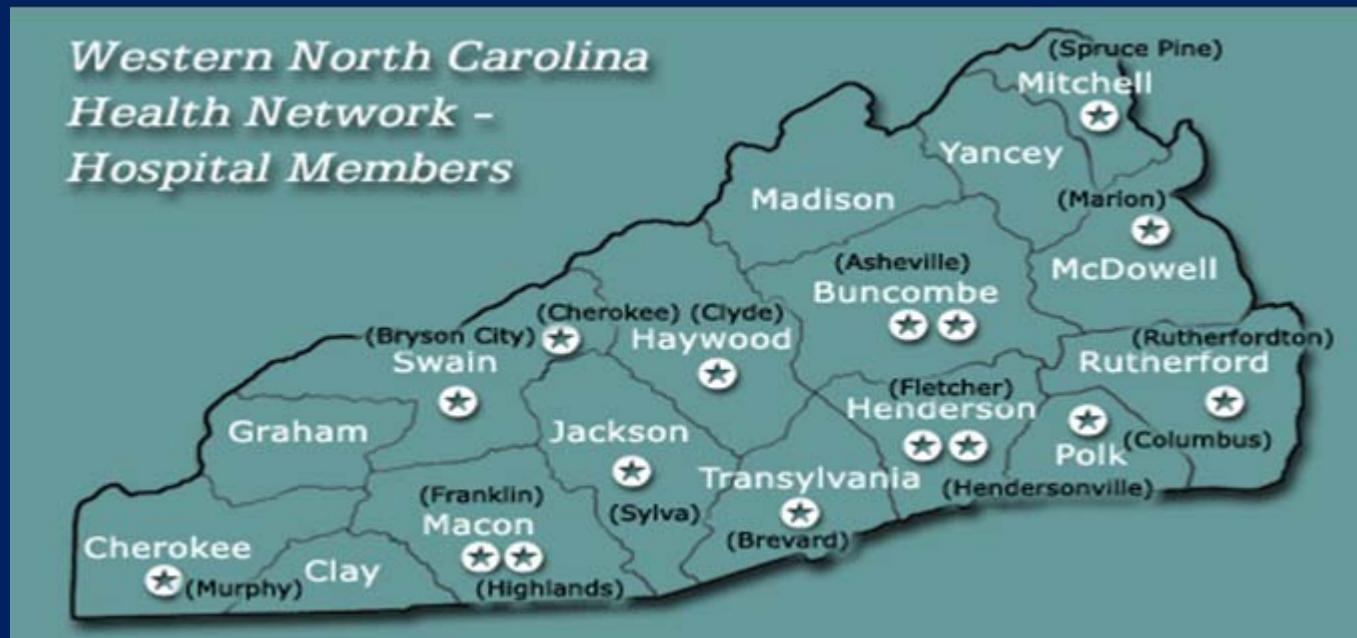 Western North Carolina
Health Network –
Hospital Members
(Spruce Pine)
Mitchell
Yancey
Madison
(Marion)
McDowell
(Asheville)
Buncombe
(Cherokee) (Clyde)
(Bryson City)
Haywood
(Rutherfordton)
Swain
Rutherford
(Fletcher)
Henderson
Graham
Jackson
(Columbus)
Polk
Transylvania
(Hendersonville)
(Franklin)
Macon
(Sylva)
(Brevard)
Cherokee
Clay
(Murphy)
(Highlands)